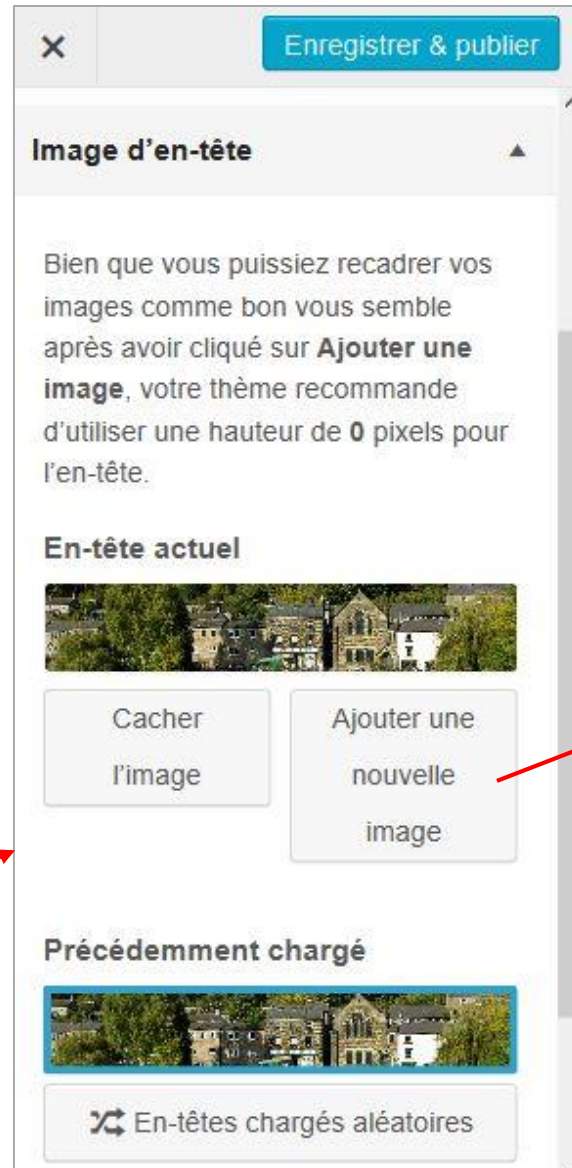 Enregistrer & publier
Image d’en-tête
Bien que vous puissiez recadrer vos
images comme bon vous semble
après avoir cliqué sur Ajouter une
image, votre thème recommande
d’utiliser une hauteur de 0 pixels pour
l’en-tête.
En-tête actuel
Cacher
l’image
Ajouter une
nouvelle
image
Précédemment chargé
En-têtes chargés aléatoires